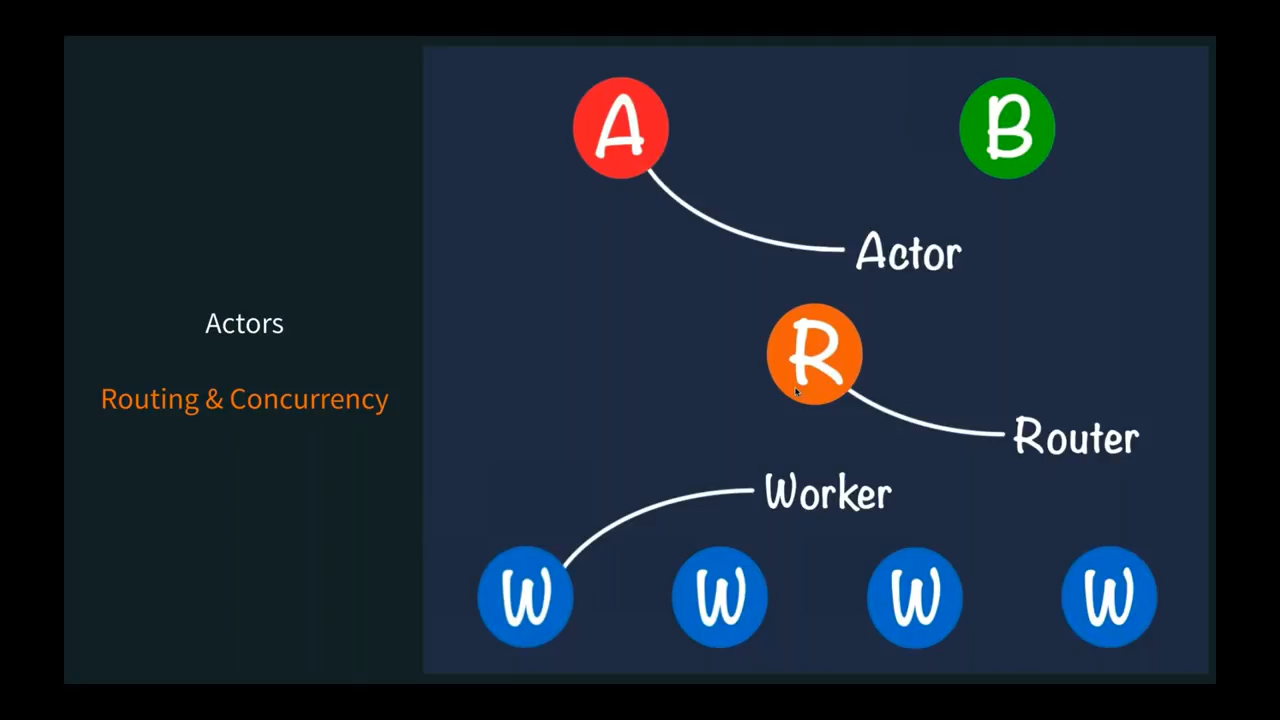 Actors
Routing & Concurrency
A
B
Actor
R
Router
Worker
W
W
W
W